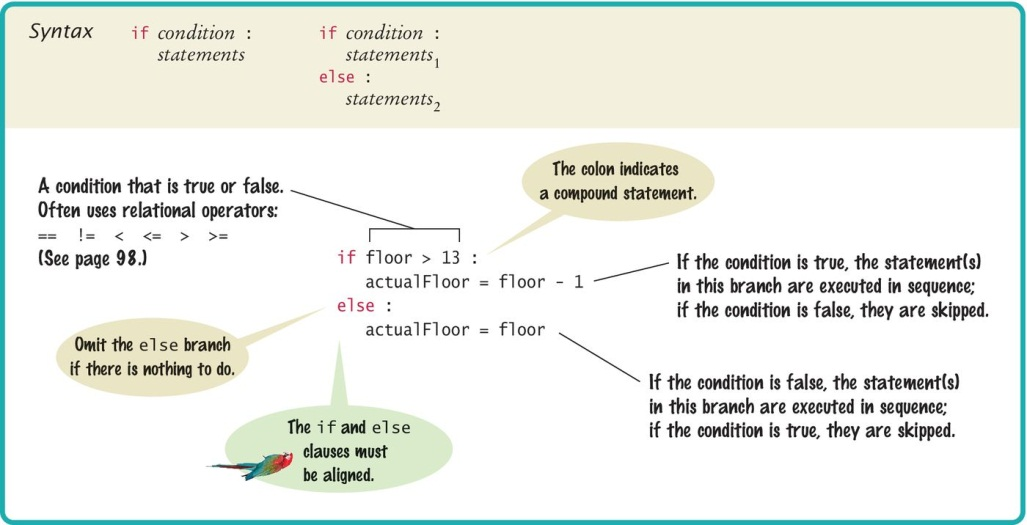 Syntax
if condition :
statements
if condition :
statements1
else :
statements2
A condition that is true or false.
Often uses relational operators:
== != < <= > >=
(See page 98.)
The colon indicates
a compound statement.
if floor > 13 :
actualFloor = floor - 1
else :
actualFloor = floor
If the condition is true, the statement(s)
in this branch are executed in sequence;
if the condition is false, they are skipped.
Omit the else branch
if there is nothing to do.
If the condition is false, the statement(s)
in this branch are executed in sequence;
if the condition is true, they are skipped.
The if and else
clauses must
be aligned.